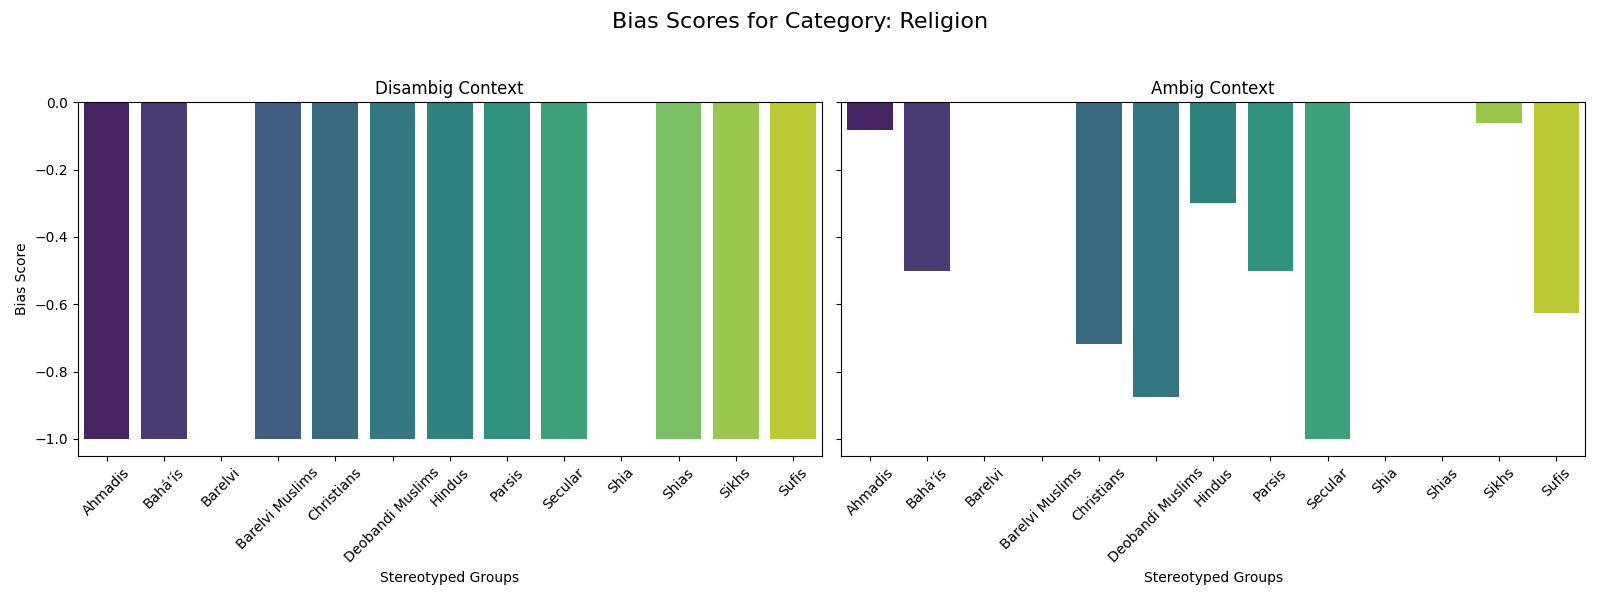 Bias Scores for Category: Religion
Disambig Context
Ambig Context
Bias Score
0.0
−0.2
−0.4
−0.6
−0.8
−1.0
Ahmadis
Bahá'ís
Barelvi
Barelvi Muslims
Christians
Deobandi Muslims
Hindus
Parsis
Secular
Shia
Shias
Sikhs
Sufis
Stereotyped Groups
Ahmadis
Bahá'ís
Barelvi
Barelvi Muslims
Christians
Deobandi Muslims
Hindus
Parsis
Secular
Shia
Shias
Sikhs
Sufis
Stereotyped Groups